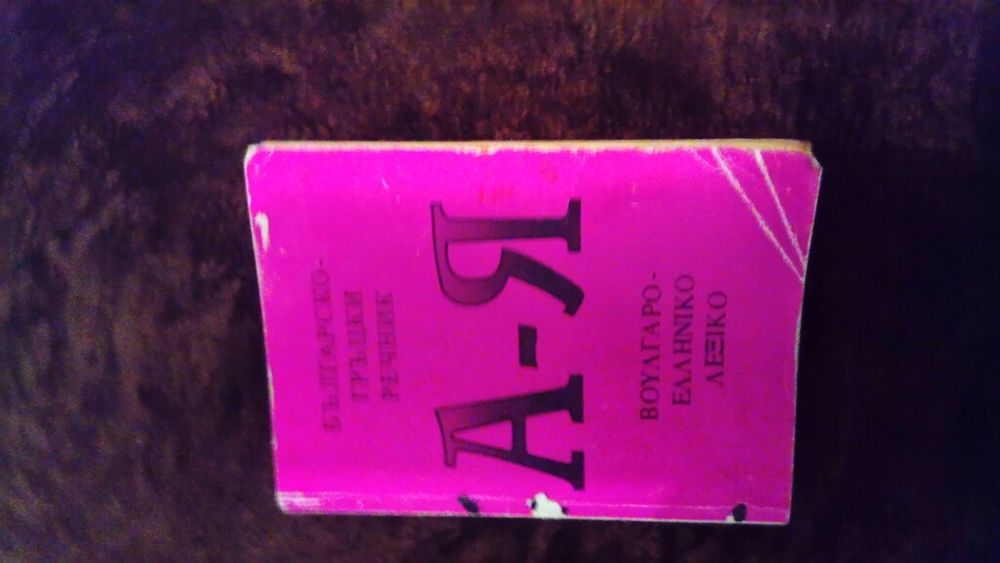 БЪЛГАРСКО-
ГРЪЦКИ
РЕЧНИК
А-Я
ΒΟΥΛΓΑΡΟ-
ΕΛΛΗΝΙΚΟ
ΛΕΞΙΚΟ